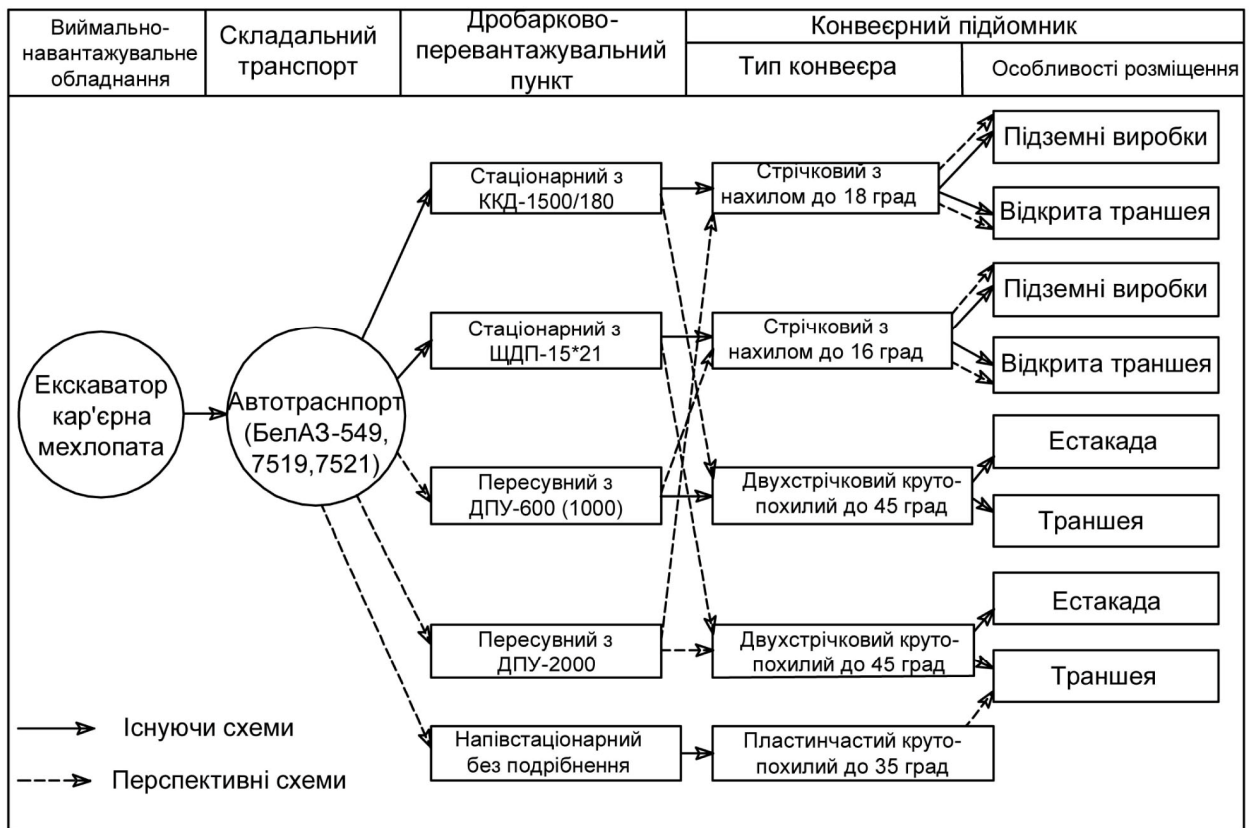 Виймально-
навантажувальне
обладнання
Складальний
транспорт
Дробарково-
перевантажувальний
пункт
Конвеєрний підйомник
Тип конвеєра
Особливості розміщення
Екскаватор
кар'єрна
мехлопата
Автотраснпорт
(БелАЗ-549,
7519,7521)
Стаціонарний з
ККД-1500/180
Стаціонарний з
ЩДП-15*21
Пересувний з
ДПУ-600 (1000)
Пересувний з
ДПУ-2000
Напівстаціонарний
без подрібнення
Стрічковий з
нахилом до 18 град
Стрічковий з
нахилом до 16 град
Двухстрічковий круто-
похилий до 45 град
Двухстрічковий круто-
похилий до 45 град
Пластинчастий круто-
похилий до 35 град
Підземні виробки
Відкрита траншея
Підземні виробки
Відкрита траншея
Естакада
Траншея
Естакада
Траншея
Існуючи схеми
Перспективні схеми